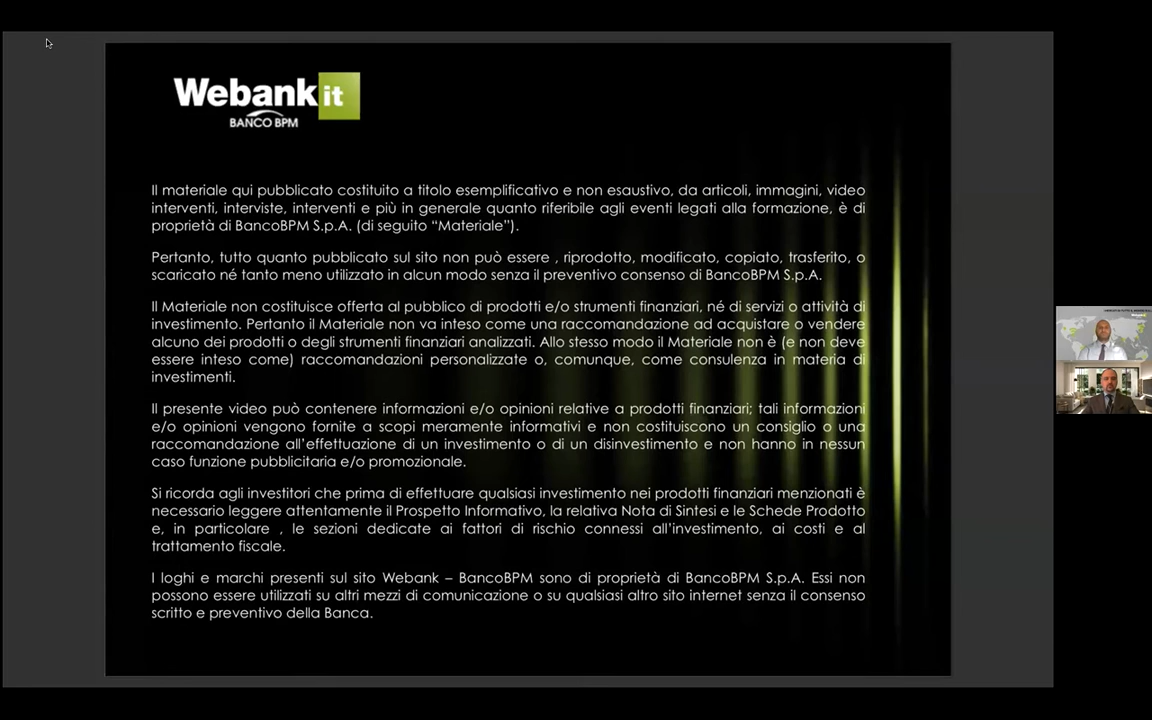 Webank it
BANCO BPM
Il materiale qui pubblicato costituito a titolo esemplificativo e non esaustivo, da articoli, immagini, video
interventi, interviste, interventi e più in generale quanto riferibile agli eventi legati alla formazione, è di
proprietà di BancoBPM S.p.A. (di seguito “Materiale”).
Pertanto, tutto quanto pubblicato sul sito non può essere , riprodotto, modificato, copiato, trasferito, o
scaricato né tanto meno utilizzato in alcun modo senza il preventivo consenso di BancoBPM S.p.A.
Il Materiale non costituisce offerta al pubblico di prodotti e/o strumenti finanziari, né di servizi o attività di
investimento. Pertanto il Materiale non va inteso come una raccomandazione ad acquistare o vendere
alcuno dei prodotti o degli strumenti finanziari analizzati. Allo stesso modo il Materiale non è (e non deve
essere inteso come) raccomandazioni personalizzate o, comunque, come consulenza in materia di
investimenti.
Il presente video può contenere informazioni e/o opinioni relative a prodotti finanziari; tali informazioni
e/o opinioni vengono fornite a scopi meramente informativi e non costituiscono un consiglio o una
raccomandazione all’effettuazione di un investimento o di un disinvestimento e non hanno in nessun
caso funzione pubblicitaria e/o promozionale.
Si ricorda agli investitori che prima di effettuare qualsiasi investimento nei prodotti finanziari menzionati è
necessario leggere attentamente il Prospetto Informativo, la relativa Nota di Sintesi e le Schede Prodotto
e, in particolare , le sezioni dedicate ai fattori di rischio connessi all’investimento, ai costi e al
trattamento fiscale.
I loghi e marchi presenti sul sito Webank – BancoBPM sono di proprietà di BancoBPM S.p.A. Essi non
possono essere utilizzati su altri mezzi di comunicazione o su qualsiasi altro sito internet senza il consenso
scritto e preventivo della Banca.